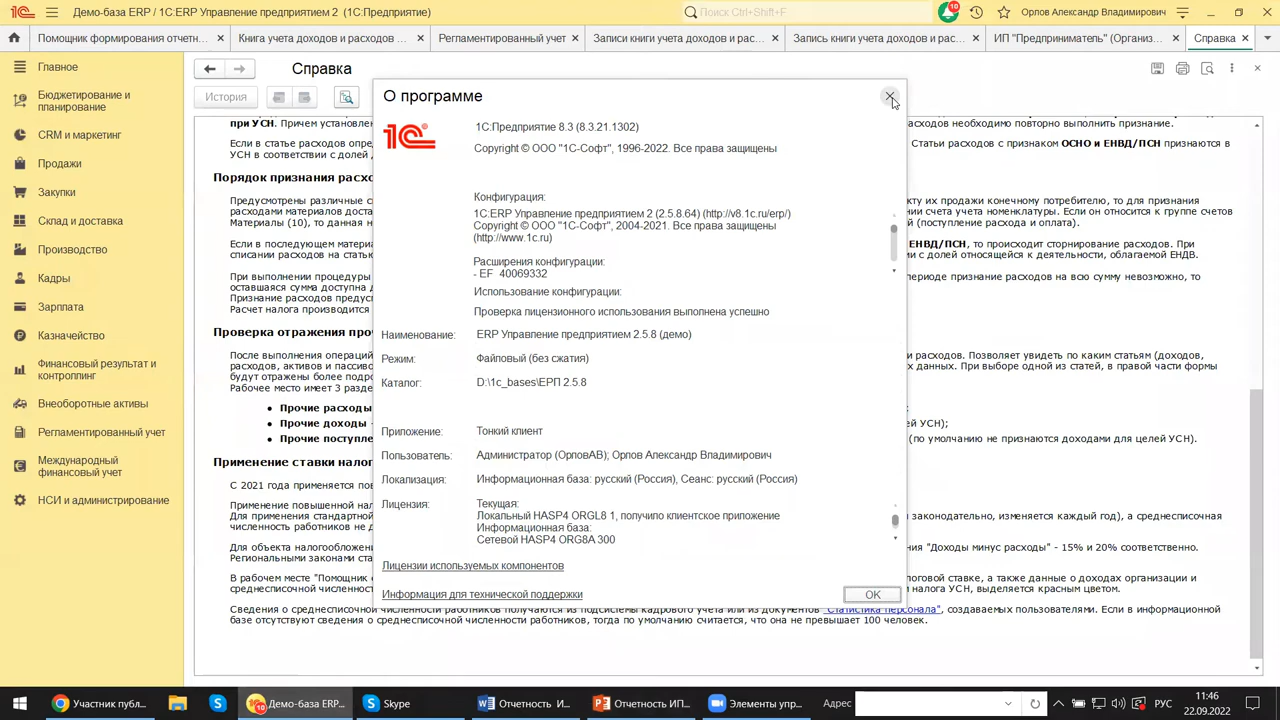 Демо-база ERP / 1С:ERP Управление предприятием 2 (1С:Предприятие)
Поиск Ctrl+Shift+F
10
Орлов Александр Владимирович
Помощник формирования отчетн...
Книга учета доходов и расходов ...
Регламентированный учет
Записи книги учета доходов и рас...
Запись книги учета доходов и рас...
ИП "Предприниматель" (Организ...
Справка
Главное
Бюджетирование и
планирование
CRM и маркетинг
Продажи
Закупки
Склад и доставка
Производство
Кадры
Зарплата
Казначейство
Финансовый результат и
контроллинг
Внеоборотные активы
Регламентированный учет
Международный
финансовый учет
НСИ и администрирование
Справка
История
О программе
1С:Предприятие 8.3 (8.3.21.1302)
Copyright © ООО "1С-Софт", 1996-2022. Все права защищены
Конфигурация:
1С:ERP Управление предприятием 2 (2.5.8.64) (http://v8.1c.ru/erp/)
Copyright © ООО "1С-Софт", 2004-2021. Все права защищены
(http://www.1c.ru)
Расширения конфигурации:
- EF_40069332
Использование конфигурации:
Проверка лицензионного использования выполнена успешно
Наименование: ERP Управление предприятием 2.5.8 (демо)
Режим: Файловый (без сжатия)
Каталог: D:\1c_bases\ЕРП 2.5.8
Приложение: Тонкий клиент
Пользователь: Администратор (ОрловАВ); Орлов Александр Владимирович
Локализация: Информационная база: русский (Россия), Сеанс: русский (Россия)
Лицензия: Текущая:
Локальный HASP4 ORGL8 1, получило клиентское приложение
Информационная база:
Сетевой HASP4 ORG8A 300
Лицензии используемых компонентов
Информация для технической поддержки
OK
при УСН. Причем установлен
асходов необходимо повторно выполнить признание.
Если в статье расходов опред
Статьи расходов с признаком ОСНО и ЕНВД/ПСН признаются в
УСН в соответствии с долей д
Порядок признания расхо
Предусмотрены различные с
кту их продажи конечному потребителю, то для признания
расходами материалов доста
нии счета учета номенклатуры. Если он относится к группе счетов
Материалы (10), то данная н
(поступление расхода и оплата).
Если в последующем матери
ЕНВД/ПСН, то происходит сторнирование расходов. При
списании расходов на статью
и с долей относящейся к деятельности, облагаемой ЕНДВ.
При выполнении процедуры
периоде признание расходов на всю сумму невозможно, то
оставшаяся сумма доступна д
Признание расходов предус
Расчет налога производится
Проверка отражения проч
После выполнения операций
и расходов. Позволяет увидеть по каким статьям (доходов,
расходов, активов и пассиво
х данных. При выборе одной из статей, в правой части формы
будут отражены более подро
Рабочее место имеет 3 разде
• Прочие расходы
• Прочие доходы -
ей УСН);
• Прочие поступле
(по умолчанию не признаются доходами для целей УСН).
Применение ставки налог
С 2021 года применяется пов
Применение повышенной нал
Для применения стандартной
законодательно, изменяется каждый год), а среднесписочная
численность работников не д
Для объекта налогообложени
ния "Доходы минус расходы" - 15% и 20% соответственно.
Региональными законами ста
В рабочем месте "Помощник
оговой ставке, а также данные о доходах организации и
среднесписочной численност
налога УСН, выделяется красным цветом.
Сведения о среднесписочной численности работников получаются из подсистемы кадрового учета или из документов "Статистика персонала", создаваемых пользователями. Если в информационной
базе отсутствуют сведения о среднесписочной численности работников, тогда по умолчанию считается, что она не превышает 100 человек.
Участник публ...
Демо-база ERP...
Skype
Отчетность И...
Отчетность ИП...
Элементы упр...
Адрес
РУС
11:46
22.09.2022